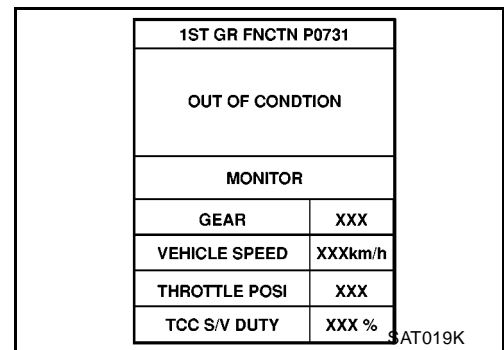 1ST GR FNCTN P0731
OUT OF CONDTION
MONITOR
GEAR XXX
VEHICLE SPEED XXXkm/h
THROTTLE POSI XXX
TCC S/V DUTY XXX %
SAT019K